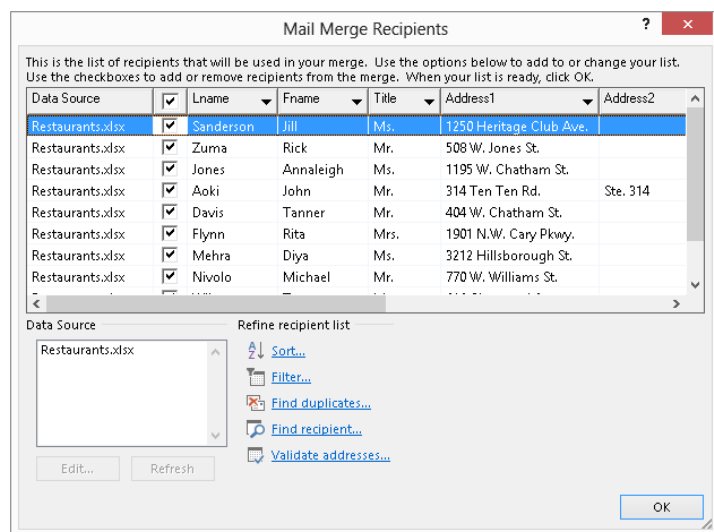 Mail Merge Recipients ? ×
This is the list of recipients that will be used in your merge. Use the options below to add to or change your list.
Use the checkboxes to add or remove recipients from the merge. When your list is ready, click OK.
Data Source Lname Fname Title Address1 Address2
Restaurants.xlsx Sanderson Jill Ms. 1250 Heritage Club Ave.
Restaurants.xlsx Zuma Rick Mr. 508 W. Jones St.
Restaurants.xlsx Jones Annaleigh Ms. 1195 W. Chatham St.
Restaurants.xlsx Aoki John Mr. 314 Ten Ten Rd. Ste. 314
Restaurants.xlsx Davis Tanner Mr. 404 W. Chatham St.
Restaurants.xlsx Flynn Rita Mrs. 1901 N.W. Cary Pkwy.
Restaurants.xlsx Mehra Diya Ms. 3212 Hillsborough St.
Restaurants.xlsx Nivolo Michael Mr. 770 W. Williams St.
Data Source
Restaurants.xlsx
Edit... Refresh
Refine recipient list
Sort...
Filter...
Find duplicates...
Find recipient...
Validate addresses...
OK